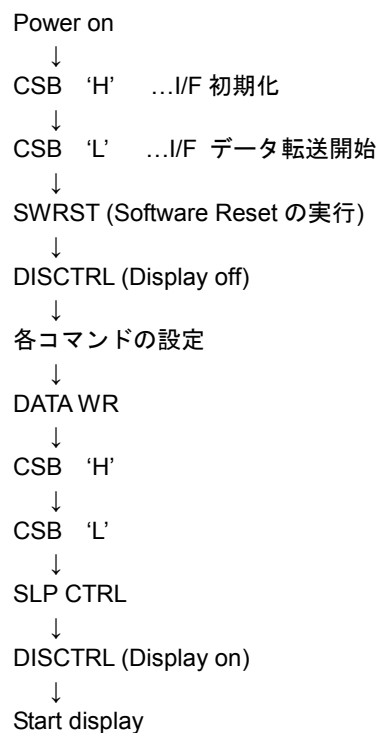 Power on
↓
CSB ‘H’ …I/F 初期化
↓
CSB ‘L’ …I/F データ転送開始
↓
SWRST (Software Reset の実行)
↓
DISCTRL (Display off)
↓
各コマンドの設定
↓
DATA WR
↓
CSB ‘H’
↓
CSB ‘L’
↓
SLP CTRL
↓
DISCTRL (Display on)
↓
Start display